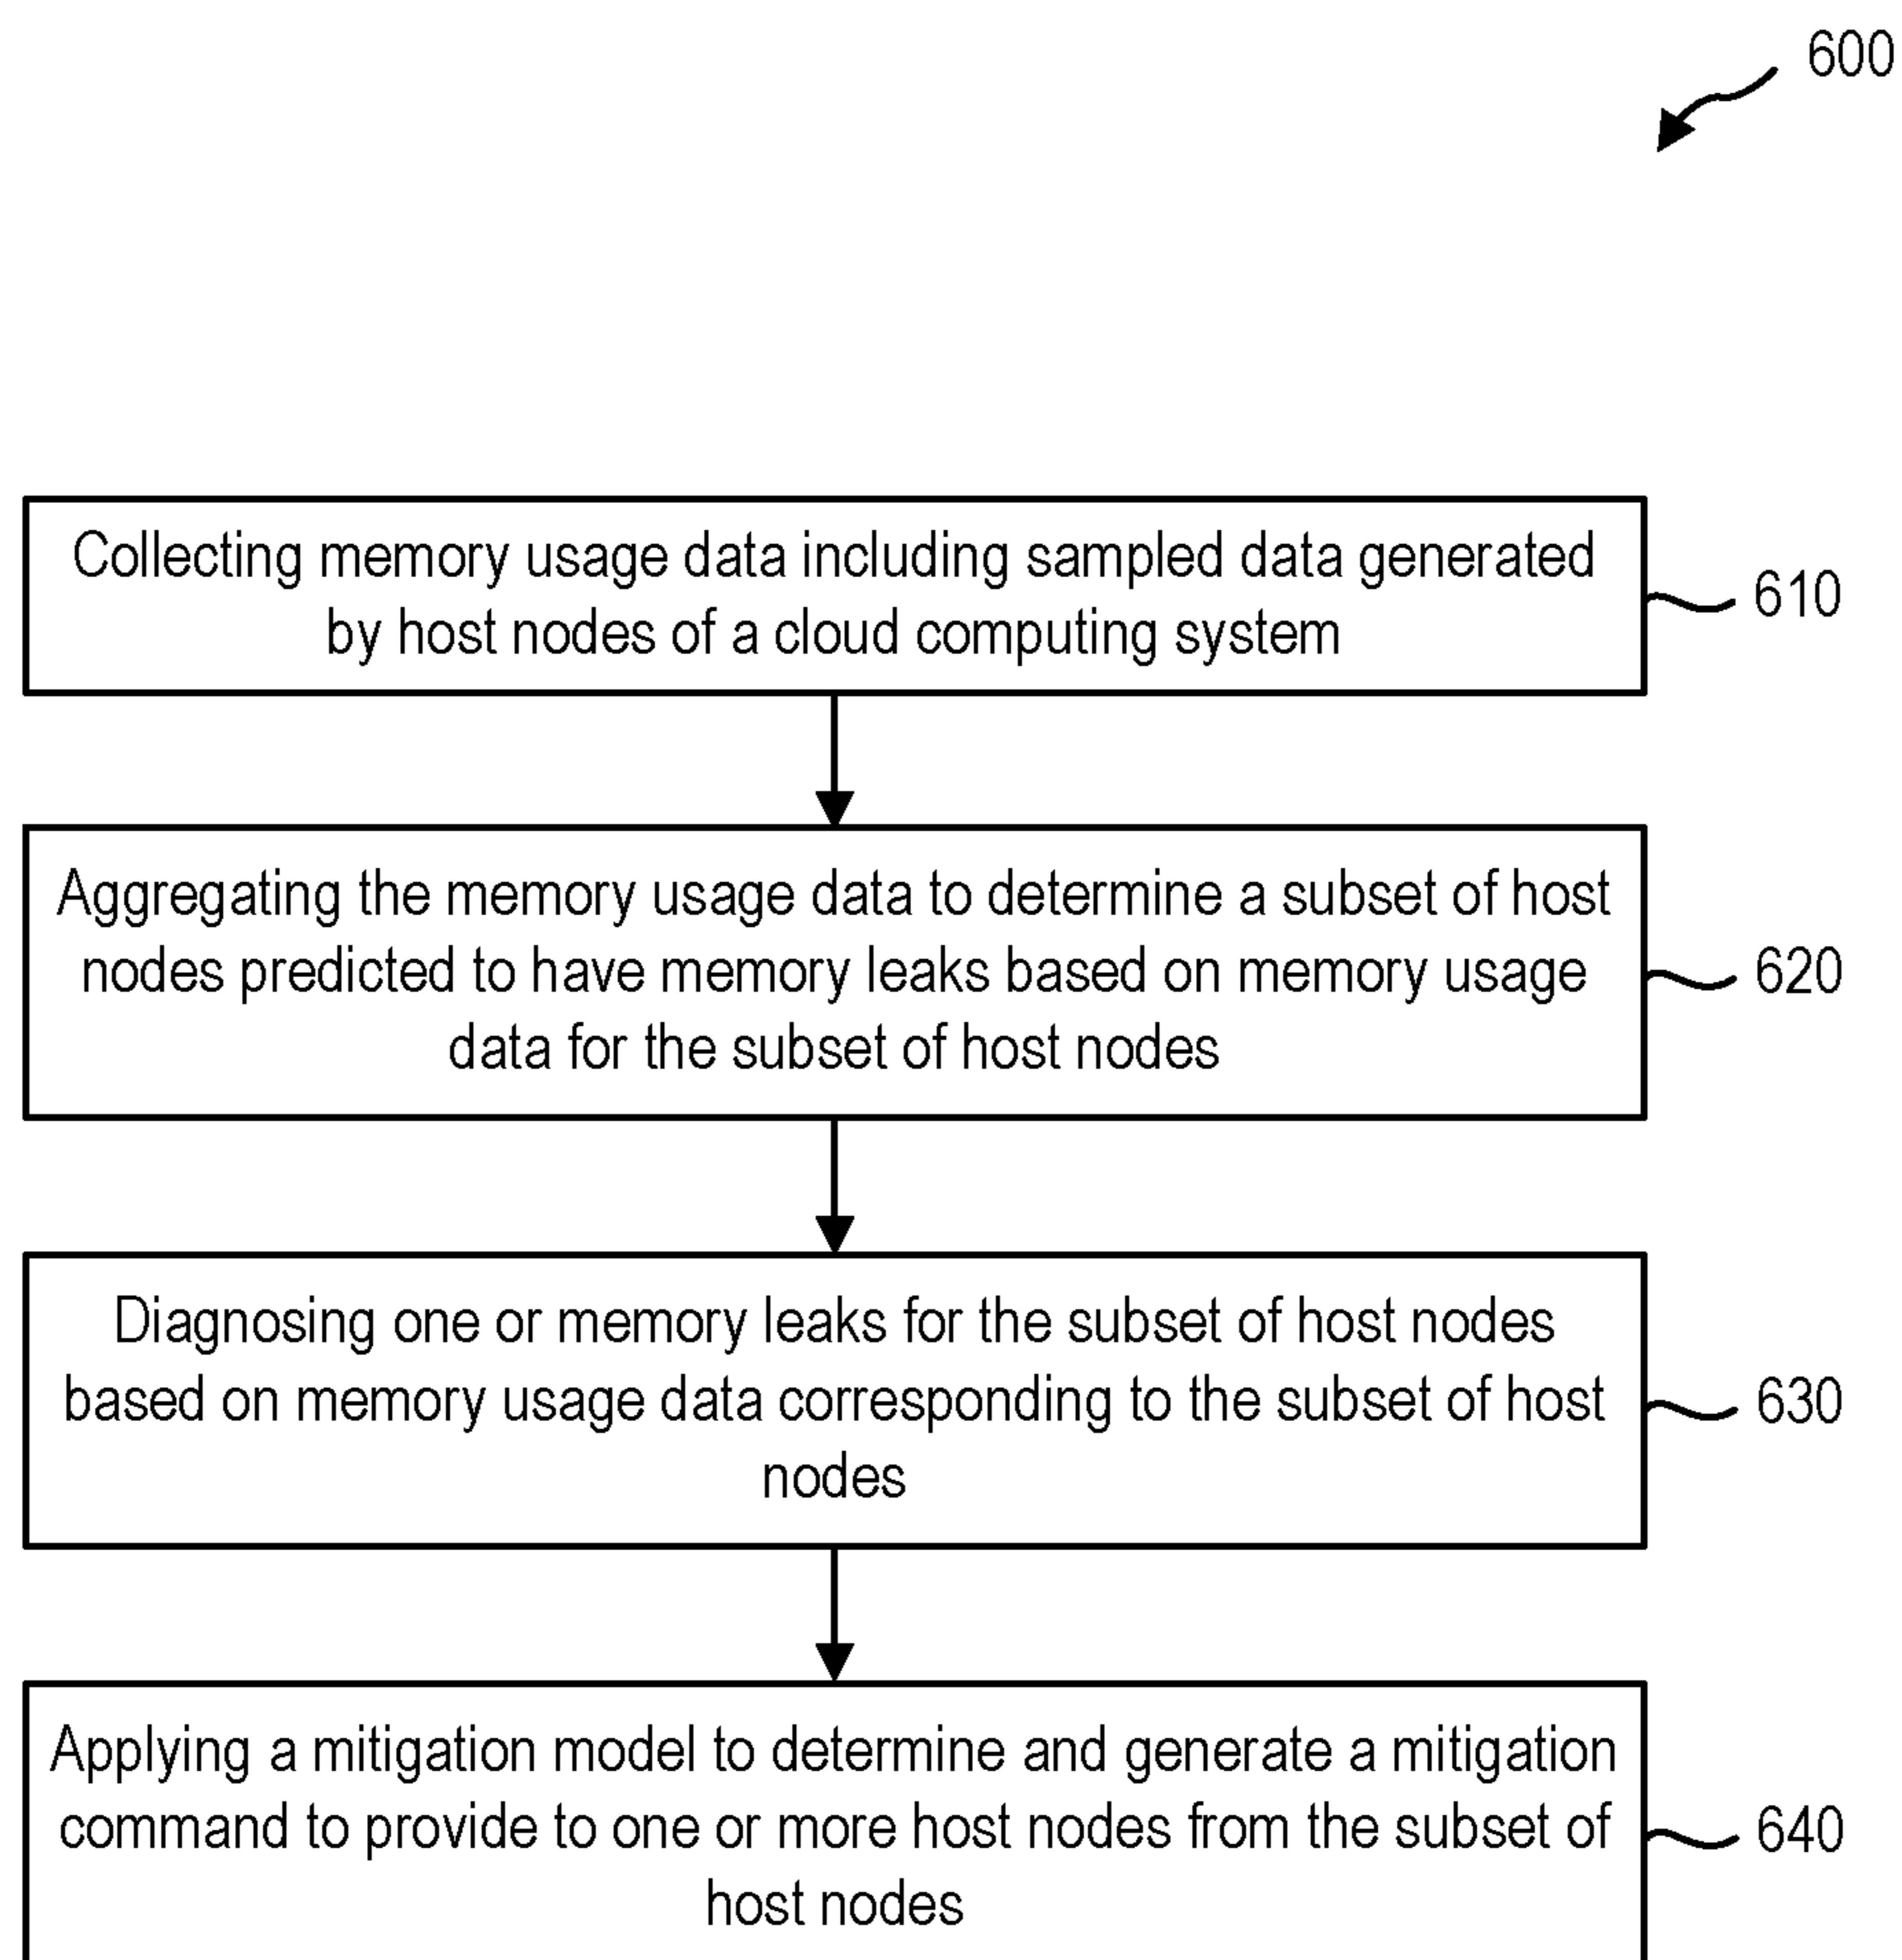 600
Collecting memory usage data including sampled data generated
by host nodes of a cloud computing system
610
Aggregating the memory usage data to determine a subset of host
nodes predicted to have memory leaks based on memory usage
data for the subset of host nodes
620
Diagnosing one or memory leaks for the subset of host nodes
based on memory usage data corresponding to the subset of host
nodes
630
Applying a mitigation model to determine and generate a mitigation
command to provide to one or more host nodes from the subset of
host nodes
640